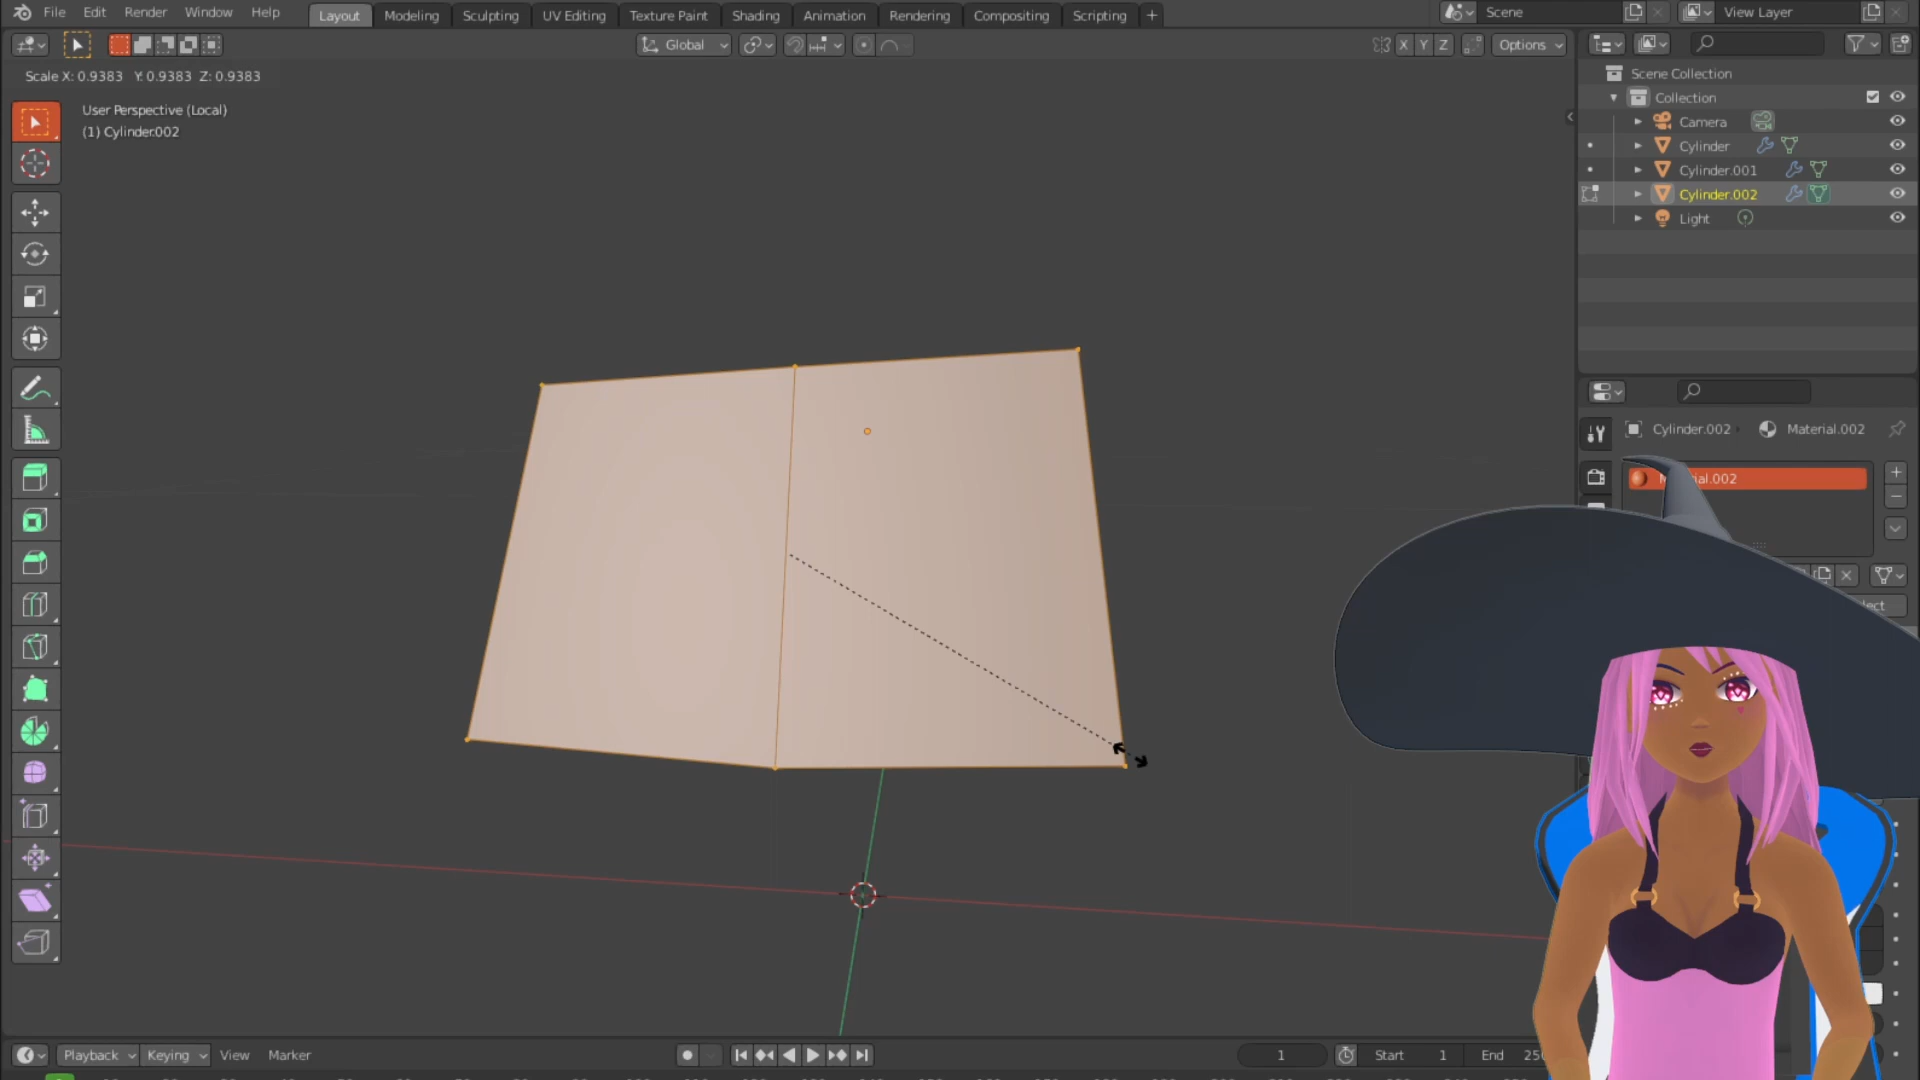 File Edit Render Window Help Layout Modeling Sculpting UV Editing Texture Paint Shading Animation Rendering Compositing Scripting + Scene View Layer
Global X Y Z Options
Scale X: 0.9383 Y: 0.9383 Z: 0.9383
User Perspective (Local)
(1) Cylinder.002
Scene Collection
Collection
Camera
Cylinder
Cylinder.001
Cylinder.002
Light
Cylinder.002 Material.002
Playback Keying View Marker 1 Start 1 End